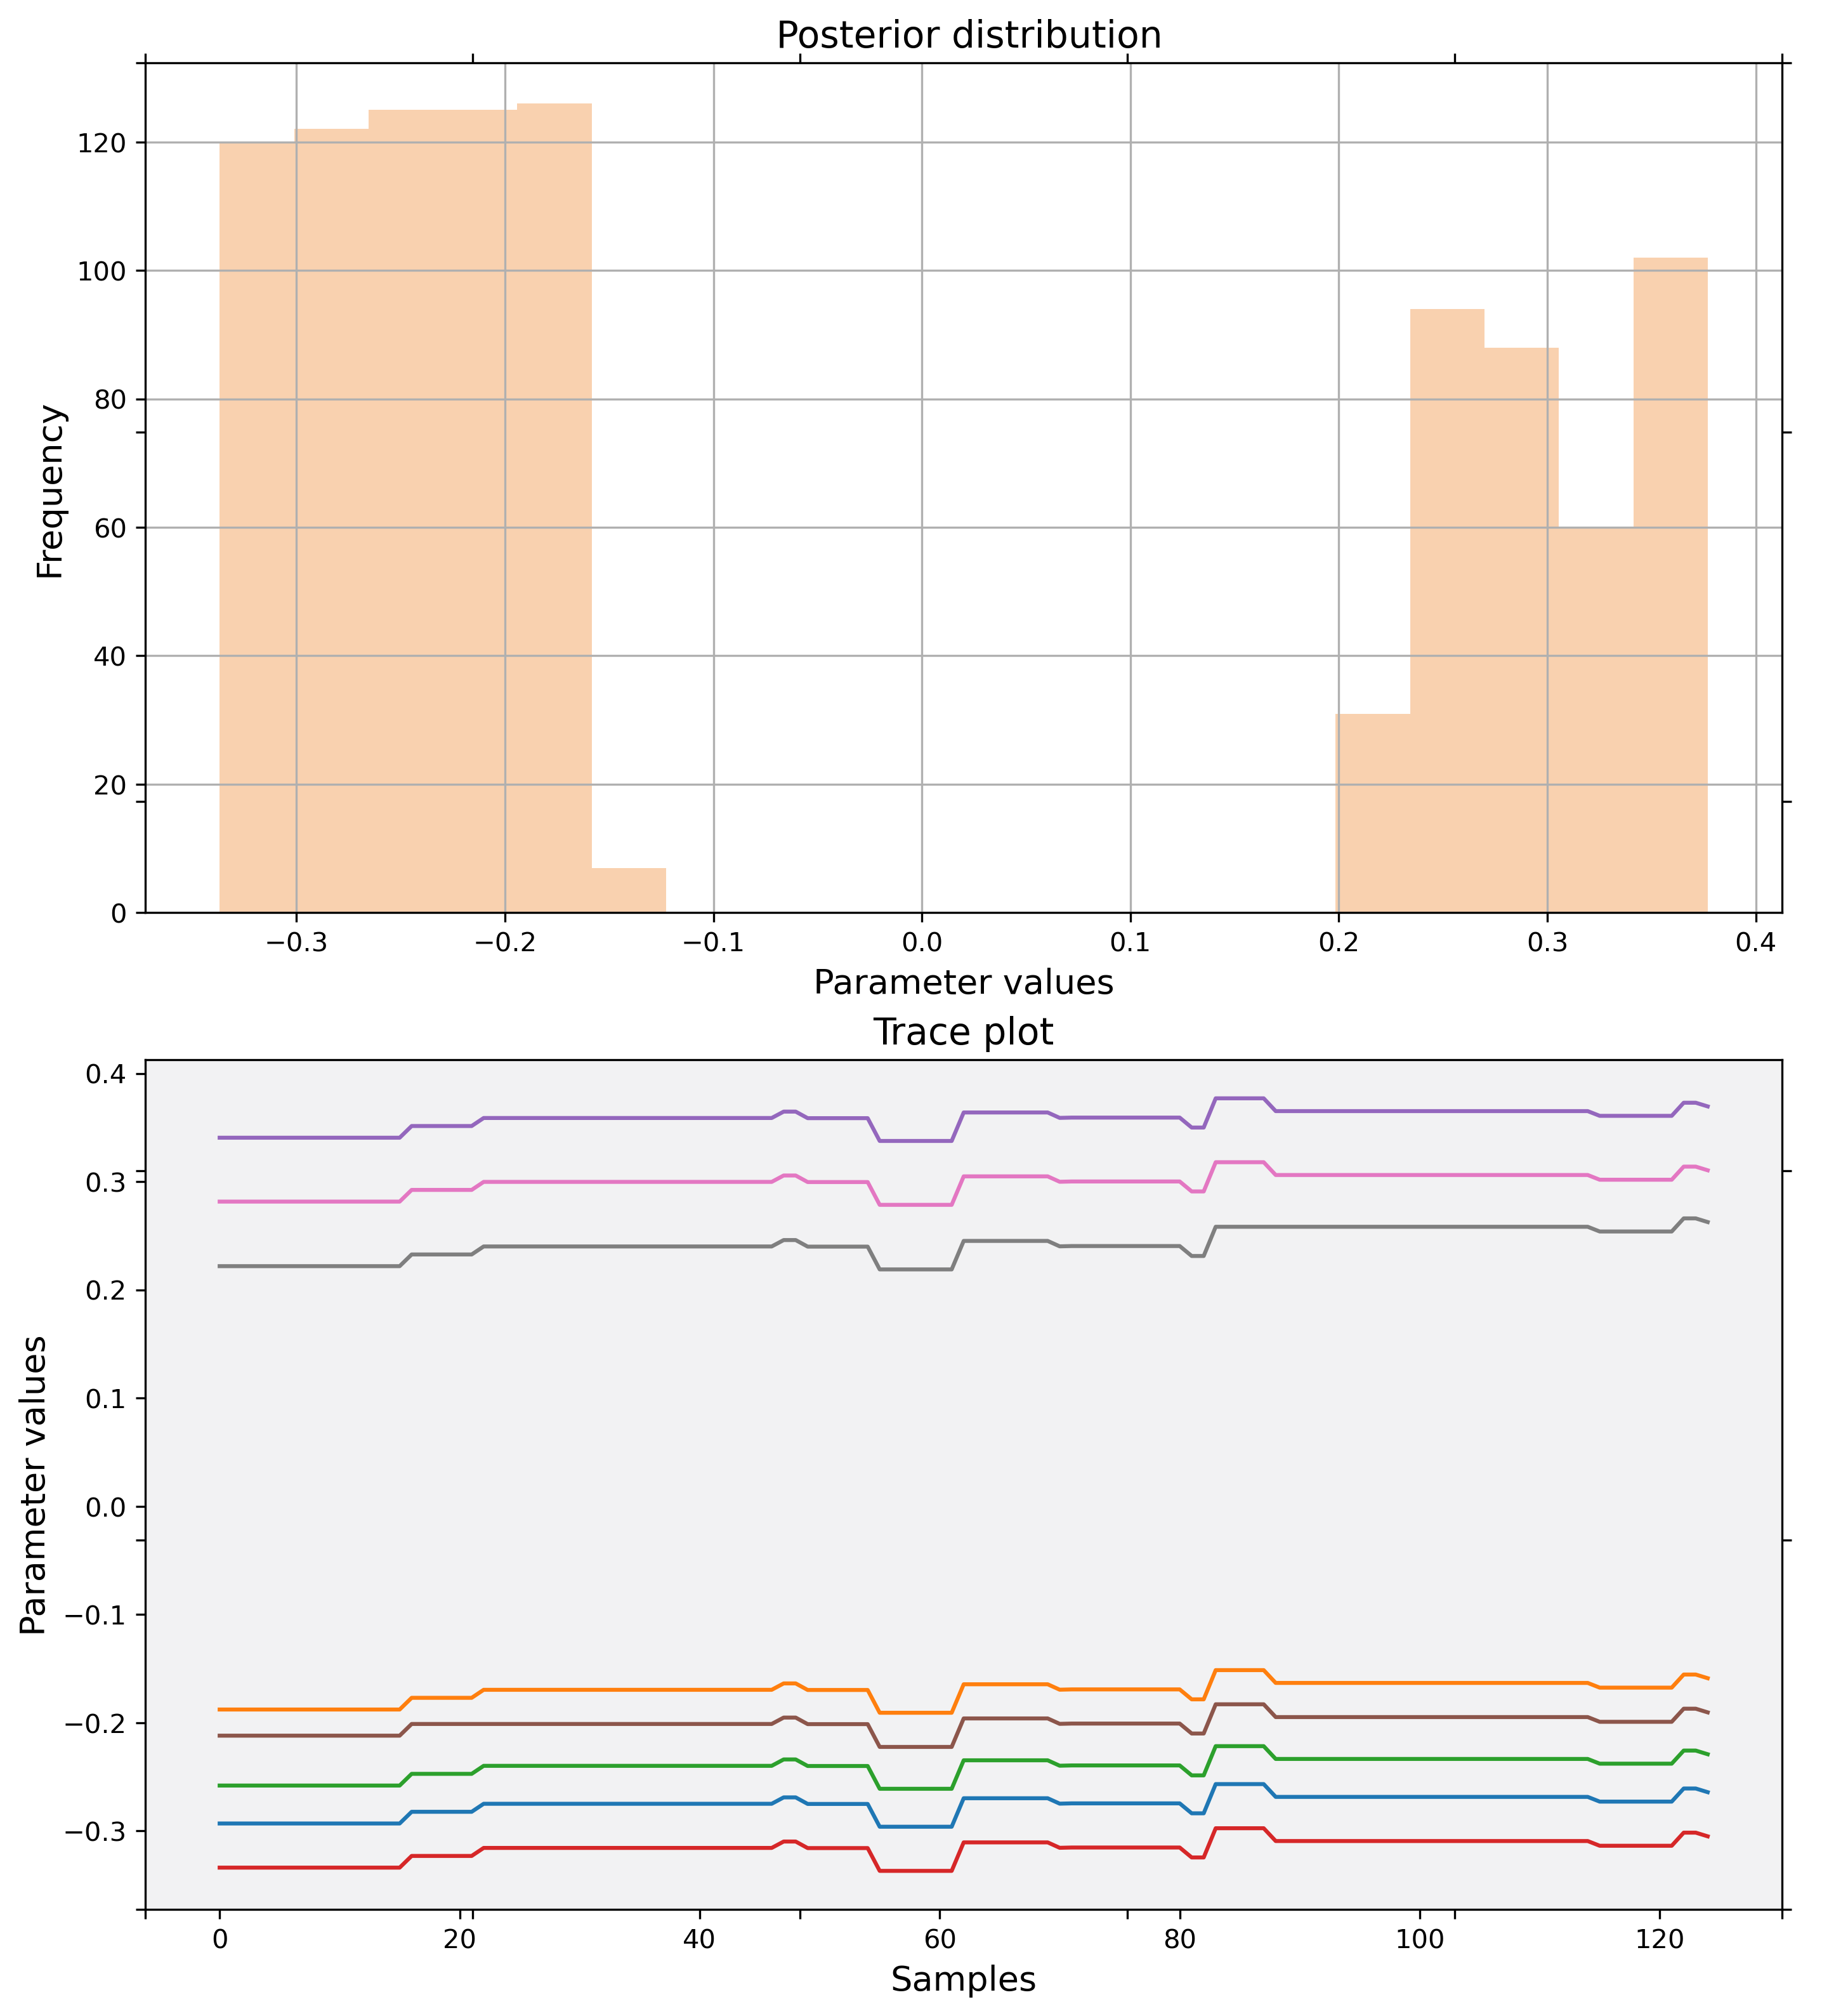 Posterior distribution
120
100
80
60
40
20
0
Frequency
−0.3 −0.2 −0.1 0.0 0.1 0.2 0.3 0.4
Parameter values
Trace plot
0.4
0.3
0.2
0.1
0.0
−0.1
−0.2
−0.3
Parameter values
0 20 40 60 80 100 120
Samples